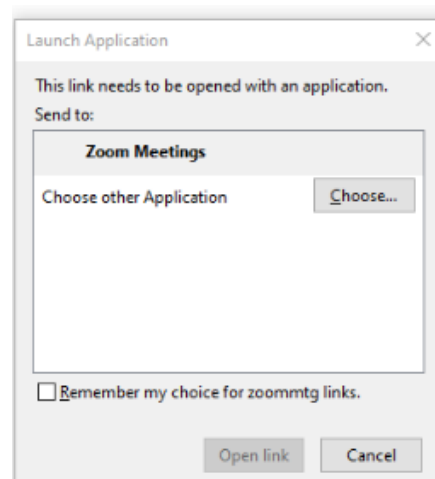 Launch Application
This link needs to be opened with an application.
Send to:
Zoom Meetings
Choose other Application
Choose...
Remember my choice for zoommtg links.
Open link
Cancel